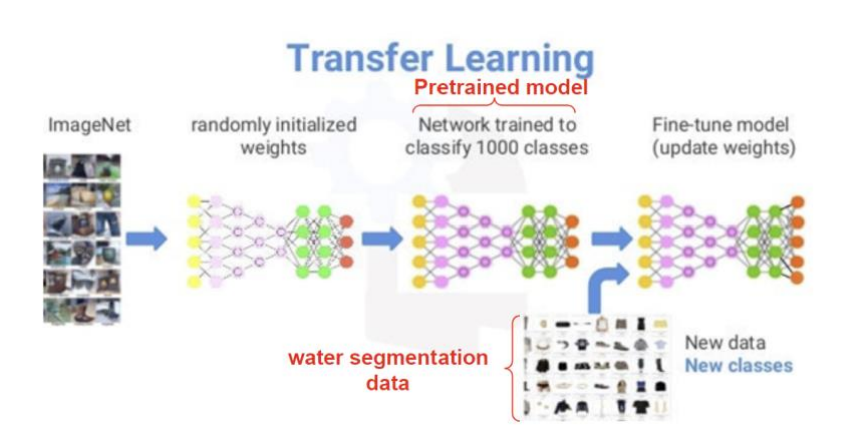 Transfer Learning
Pretrained model
ImageNet
randomly initialized
weights
Network trained to
classify 1000 classes
Fine-tune model
(update weights)
water segmentation
data
New data
New classes